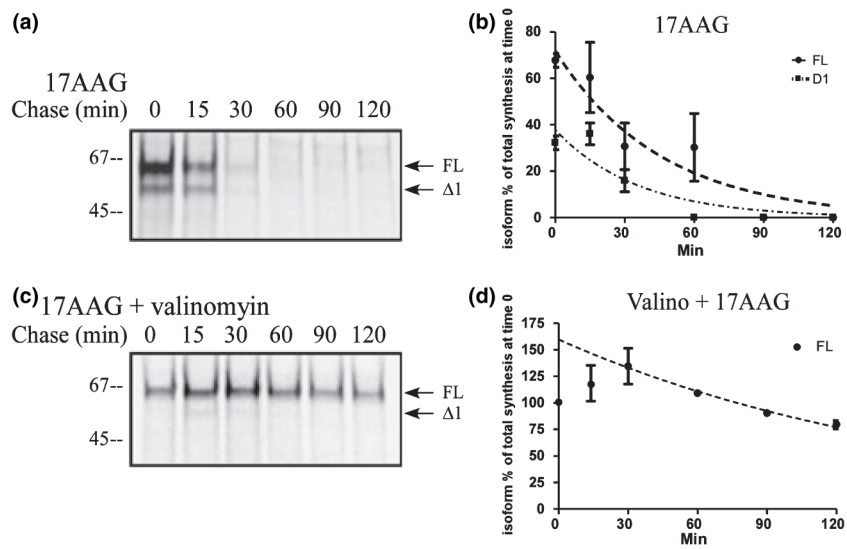 (a)
17AAG
Chase (min) 0 15 30 60 90 120
67--
FL
Δ1
45--
(b)
17AAG
isoform % of total synthesis at time 0
80
60
40
20
0
0 30 60 90 120
Min
FL
D1
(c) 17AAG + valinomyin
Chase (min) 0 15 30 60 90 120
67--
FL
Δ1
45--
(d)
Valino + 17AAG
isoform % of total synthesis at time 0
175
150
125
100
75
50
25
0
0 30 60 90 120
Min
FL